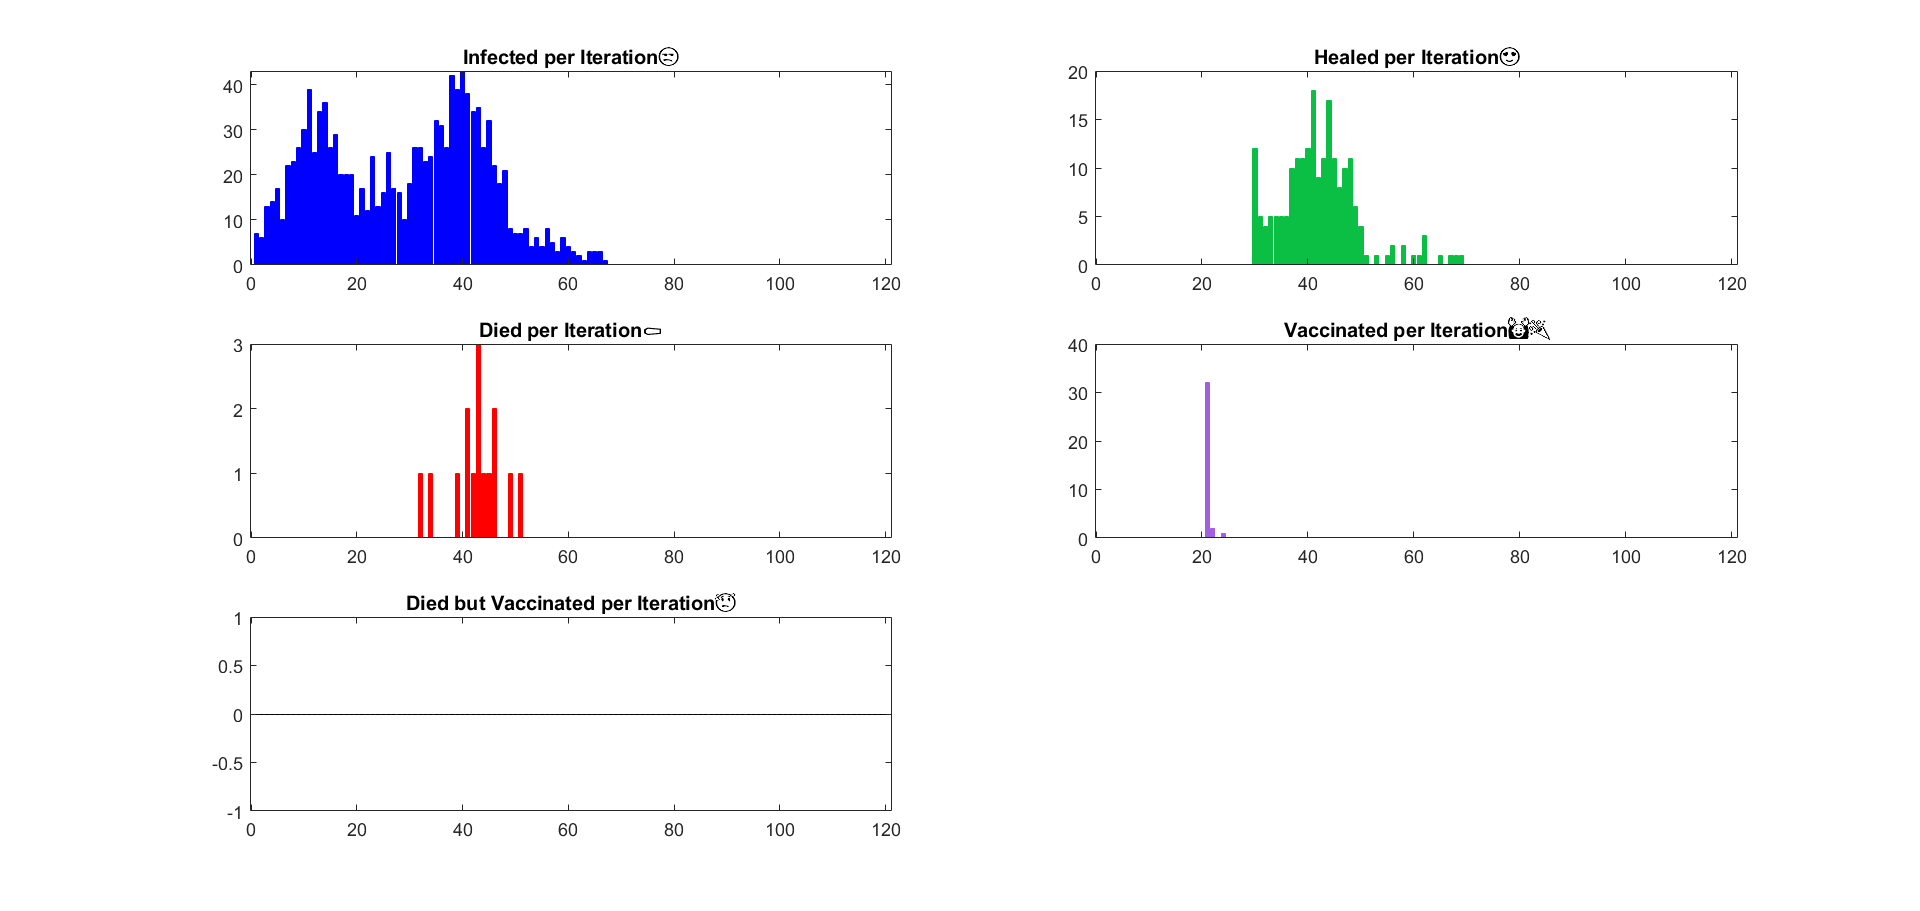 Infected per Iteration😒
40
30
20
10
0
0 20 40 60 80 100 120
Healed per Iteration😍
20
15
10
5
0
0 20 40 60 80 100 120
Died per Iteration
3
2
1
0
0 20 40 60 80 100 120
Vaccinated per Iteration🙌🎉
40
30
20
10
0
0 20 40 60 80 100 120
Died but Vaccinated per Iteration😓
1
0.5
0
-0.5
-1
0 20 40 60 80 100 120